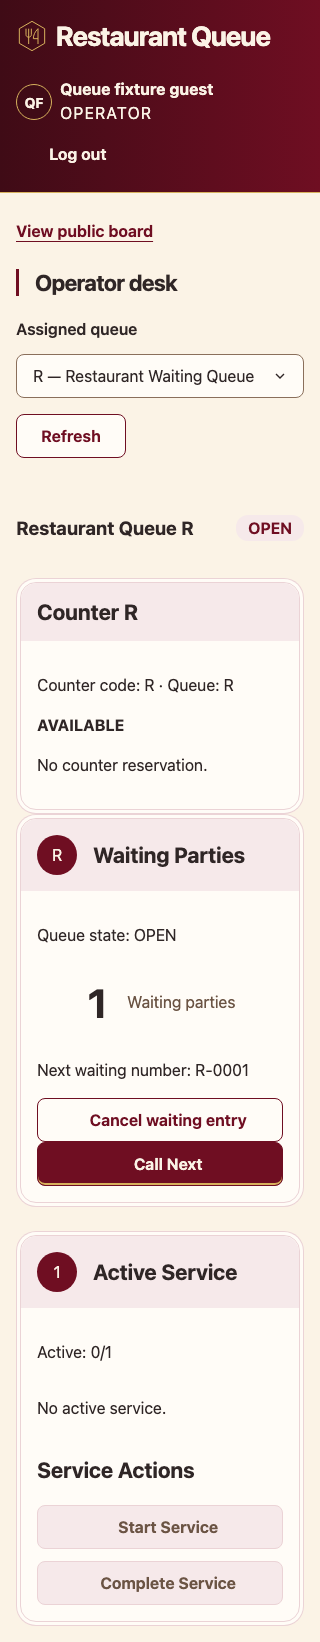 Restaurant Queue
QF
Queue fixture guest
OPERATOR
Log out
View public board
Operator desk
Assigned queue
R — Restaurant Waiting Queue
Refresh
Restaurant Queue R
OPEN
Counter R
Counter code: R · Queue: R
AVAILABLE
No counter reservation.
R
Waiting Parties
Queue state: OPEN
1
Waiting parties
Next waiting number: R-0001
Cancel waiting entry
Call Next
1
Active Service
Active: 0/1
No active service.
Service Actions
Start Service
Complete Service